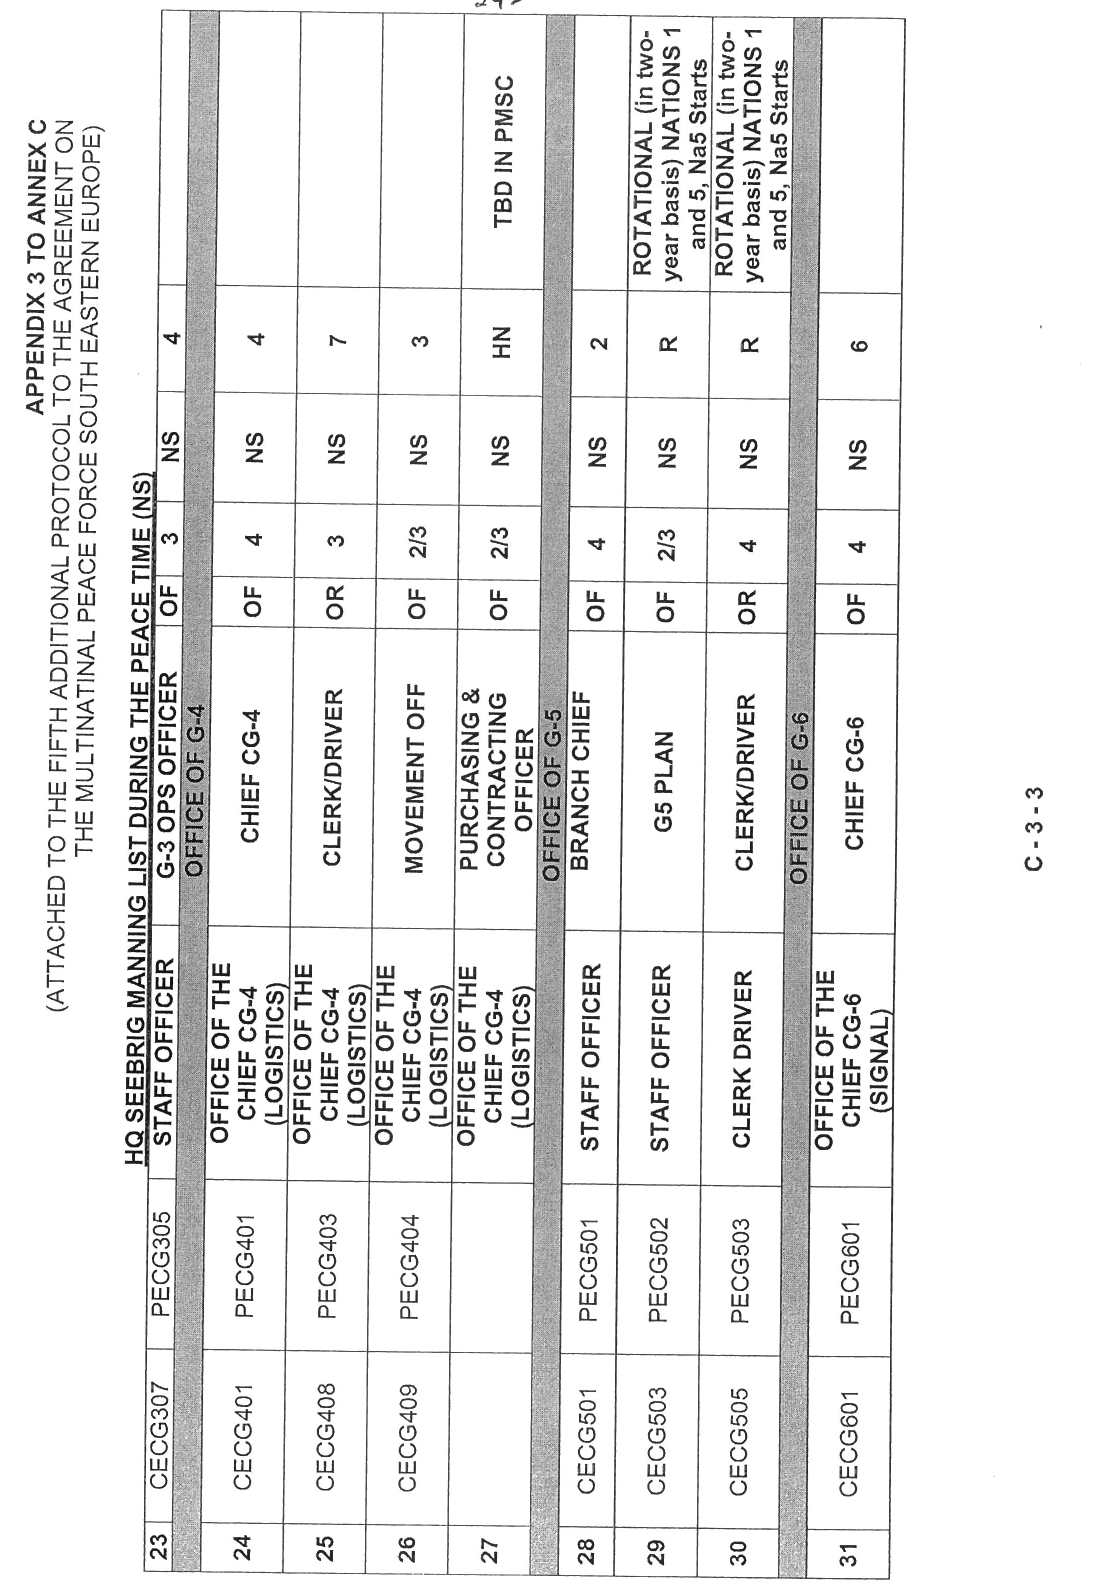 APPENDIX 3 TO ANNEX C
(ATTACHED TO THE FIFTH ADDITIONAL PROTOCOL TO THE AGREEMENT ON
THE MULTINATINAL PEACE FORCE SOUTH EASTERN EUROPE)
HQ SEEBRIG MANNING LIST DURING THE PEACE TIME (NS)
23 CECG307 PECG305 STAFF OFFICER G-3 OPS OFFICER OF 3 NS 4
OFFICE OF G-4
24 CECG401 PECG401 OFFICE OF THE
CHIEF CG-4
(LOGISTICS) CHIEF CG-4 OF 4 NS 4
25 CECG408 PECG403 OFFICE OF THE
CHIEF CG-4
(LOGISTICS) CLERK/DRIVER OR 3 NS 7
26 CECG409 PECG404 OFFICE OF THE
CHIEF CG-4
(LOGISTICS) MOVEMENT OFF OF 2/3 NS 3
27 OFFICE OF THE
CHIEF CG-4
(LOGISTICS) PURCHASING &
CONTRACTING
OFFICER OF 2/3 NS HN TBD IN PMSC
OFFICE OF G-5
28 CECG501 PECG501 STAFF OFFICER BRANCH CHIEF OF 4 NS 2
29 CECG503 PECG502 STAFF OFFICER G5 PLAN OF 2/3 NS R ROTATIONAL (in two-
year basis) NATIONS 1
and 5, Na5 Starts
30 CECG505 PECG503 CLERK DRIVER CLERK/DRIVER OR 4 NS R ROTATIONAL (in two-
year basis) NATIONS 1
and 5, Na5 Starts
OFFICE OF G-6
31 CECG601 PECG601 OFFICE OF THE
CHIEF CG-6
(SIGNAL) CHIEF CG-6 OF 4 NS 6
C - 3 - 3